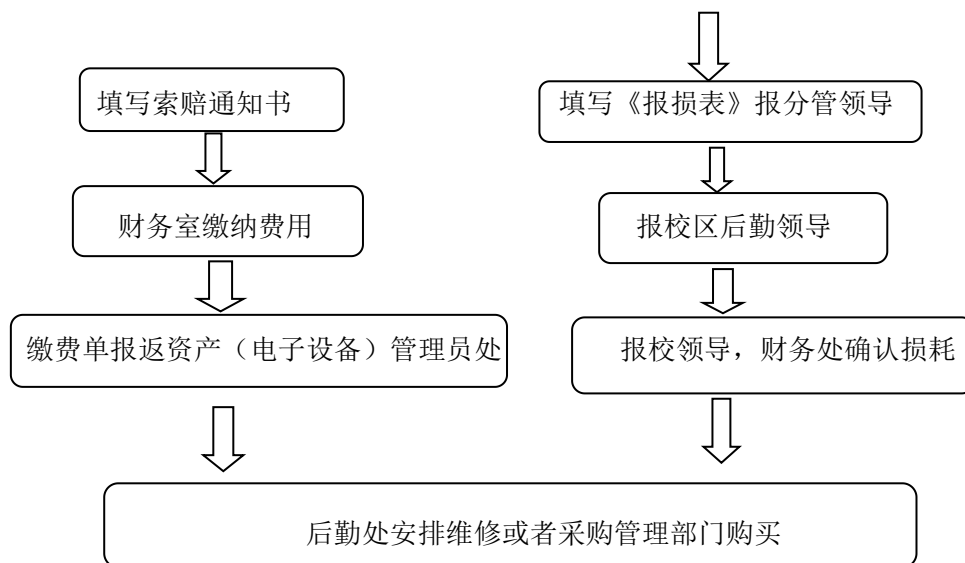 填写索赔通知书
填写《报损表》报分管领导
财务室缴纳费用
报校区后勤领导
缴费单报返资产（电子设备）管理员处
报校领导，财务处确认损耗
后勤处安排维修或者采购管理部门购买